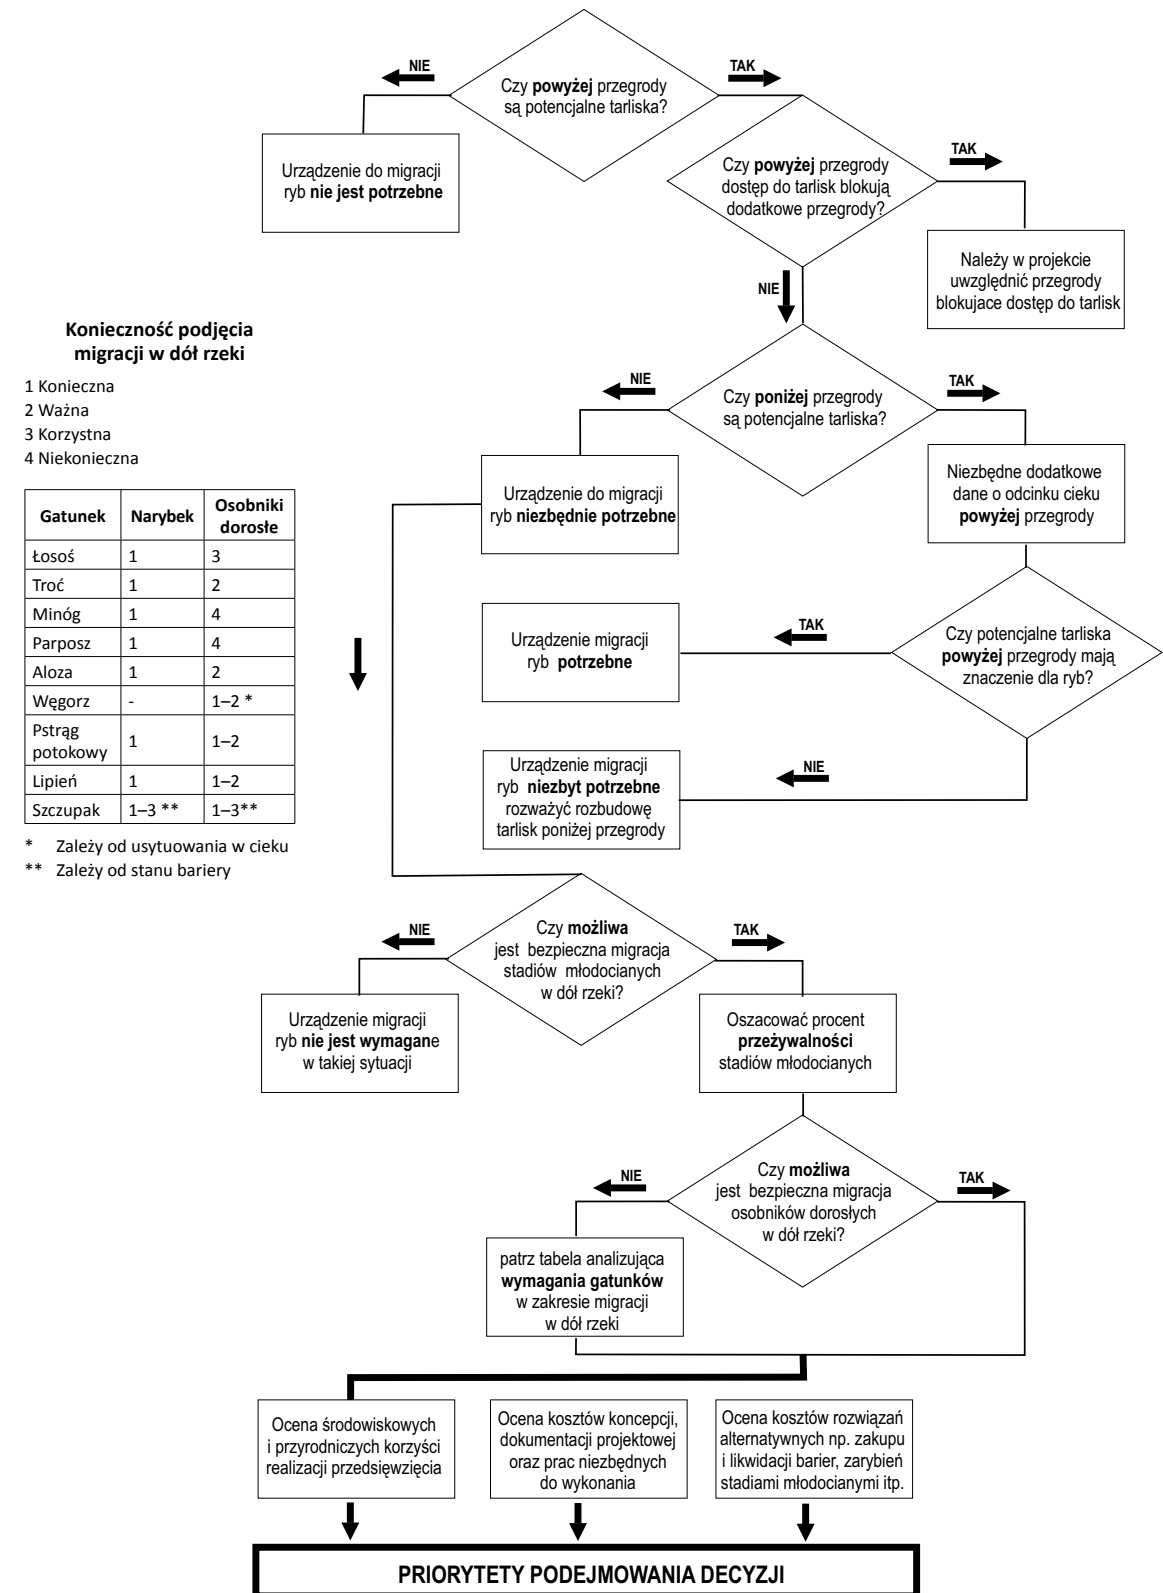 NIE
TAK
Czy powyżej przegrody
są potencjalne tarliska?
Urządzenie do migracji
ryb nie jest potrzebne
Czy powyżej przegrody
dostęp do tarlisk blokują
dodatkowe przegrody?
TAK
Należy w projekcie
uwzględnić przegrody
blokujace dostęp do tarlisk
NIE
Konieczność podjęcia
migracji w dół rzeki
1 Konieczna
2 Ważna
3 Korzystna
4 Niekonieczna
Gatunek Narybek Osobniki dorosłe
Łosoś 1 3
Troć 1 2
Minóg 1 4
Parposz 1 4
Aloza 1 2
Węgorz - 1–2 *
Pstrąg potokowy 1 1–2
Lipień 1 1–2
Szczupak 1–3 ** 1–3**
* Zależy od usytuowania w cieku
** Zależy od stanu bariery
NIE
TAK
Czy poniżej przegrody
są potencjalne tarliska?
Urządzenie do migracji
ryb niezbędnie potrzebne
Niezbędne dodatkowe
dane o odcinku cieku
powyżej przegrody
TAK
Urządzenie migracji
ryb potrzebne
Czy potencjalne tarliska
powyżej przegrody mają
znaczenie dla ryb?
NIE
Urządzenie migracji
ryb niezbyt potrzebne
rozważyć rozbudowę
tarlisk poniżej przegrody
NIE
TAK
Czy możliwa
jest bezpieczna migracja
stadiów młodocianych
w dół rzeki?
Urządzenie migracji
ryb nie jest wymagane
w takiej sytuacji
Oszacować procent
przeżywalności
stadiów młodocianych
NIE
TAK
Czy możliwa
jest bezpieczna migracja
osobników dorosłych
w dół rzeki?
patrz tabela analizująca
wymagania gatunków
w zakresie migracji
w dół rzeki
Ocena środowiskowych
i przyrodniczych korzyści
realizacji przedsięwzięcia
Ocena kosztów koncepcji,
dokumentacji projektowej
oraz prac niezbędnych
do wykonania
Ocena kosztów rozwiązań
alternatywnych np. zakupu
i likwidacji barier, zarybień
stadiami młodocianymi itp.
PRIORYTETY PODEJMOWANIA DECYZJI